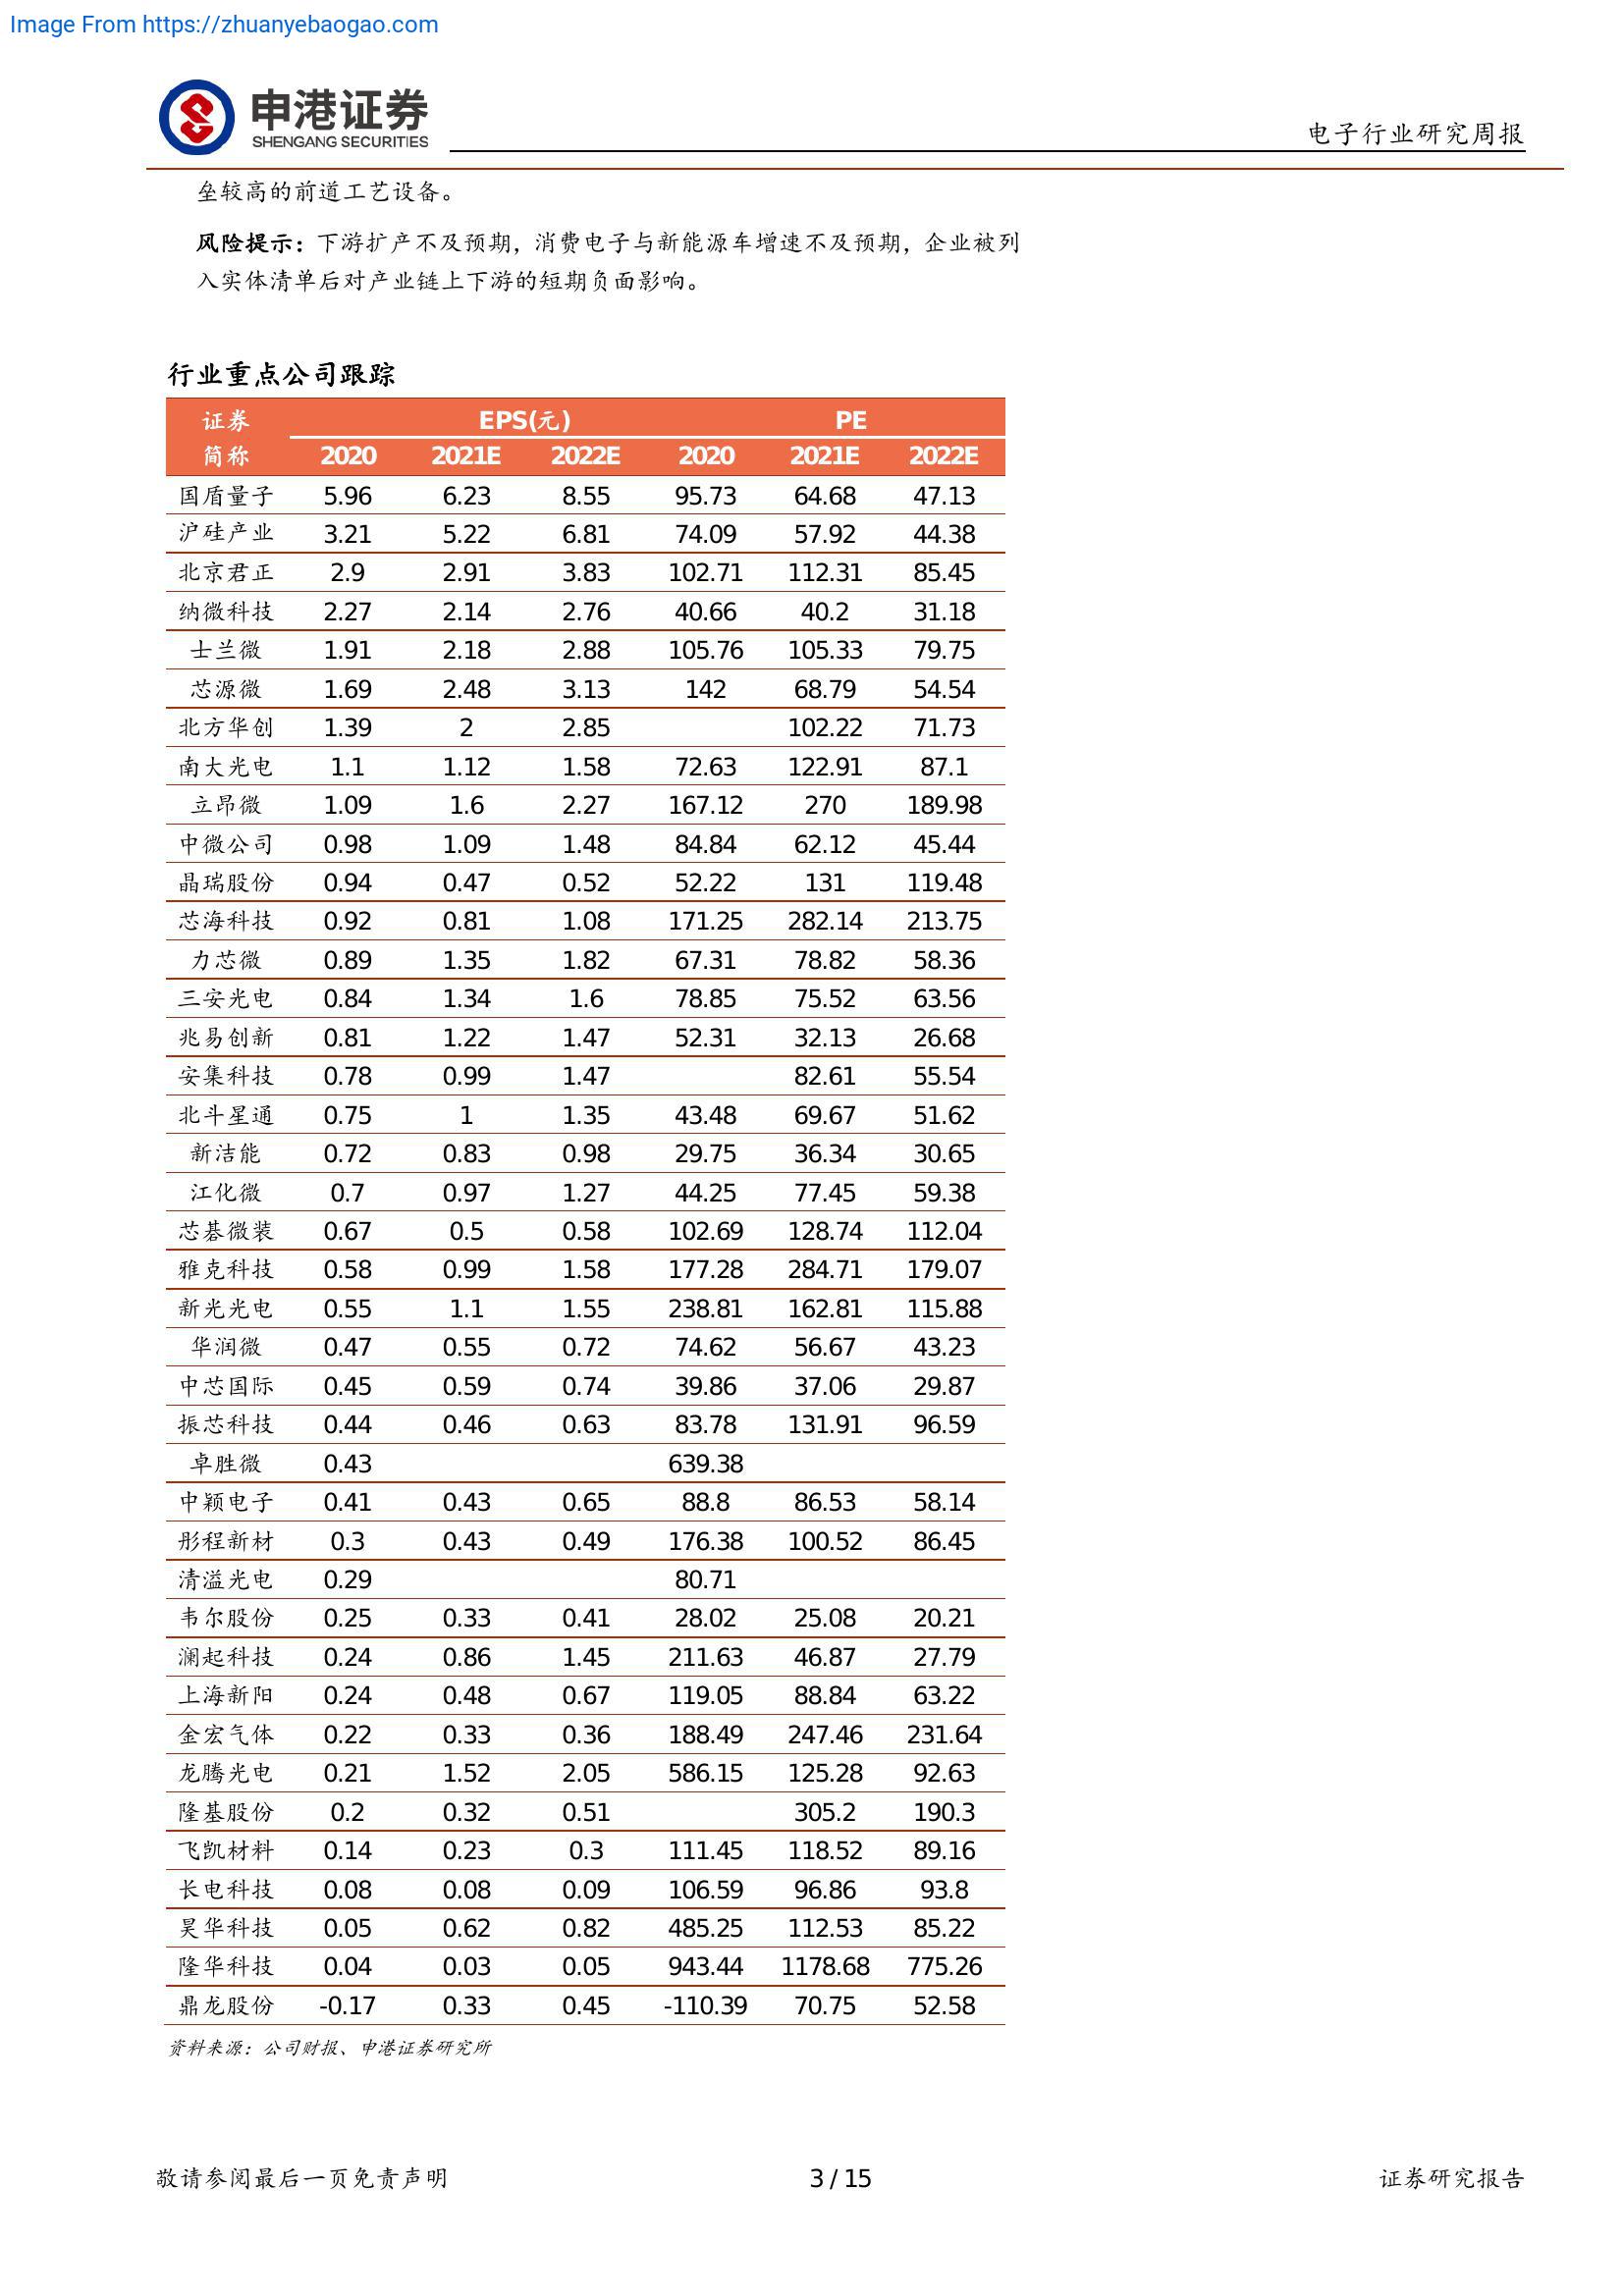 Image From https://zhuanyebaogao.com
申港证券
SHENGANG SECURITIES
电子行业研究周报
垒较高的前道工艺设备。
风险提示：下游扩产不及预期，消费电子与新能源车增速不及预期，企业被列
入实体清单后对产业链上下游的短期负面影响。
行业重点公司跟踪
证券 EPS(元) PE
简称 2020 2021E 2022E 2020 2021E 2022E
国盾量子 5.96 6.23 8.55 95.73 64.68 47.13
沪硅产业 3.21 5.22 6.81 74.09 57.92 44.38
北京君正 2.9 2.91 3.83 102.71 112.31 85.45
纳微科技 2.27 2.14 2.76 40.66 40.2 31.18
士兰微 1.91 2.18 2.88 105.76 105.33 79.75
芯源微 1.69 2.48 3.13 142 68.79 54.54
北方华创 1.39 2 2.85 102.22 71.73
南大光电 1.1 1.12 1.58 72.63 122.91 87.1
立昂微 1.09 1.6 2.27 167.12 270 189.98
中微公司 0.98 1.09 1.48 84.84 62.12 45.44
晶瑞股份 0.94 0.47 0.52 52.22 131 119.48
芯海科技 0.92 0.81 1.08 171.25 282.14 213.75
力芯微 0.89 1.35 1.82 67.31 78.82 58.36
三安光电 0.84 1.34 1.6 78.85 75.52 63.56
兆易创新 0.81 1.22 1.47 52.31 32.13 26.68
安集科技 0.78 0.99 1.47 82.61 55.54
北斗星通 0.75 1 1.35 43.48 69.67 51.62
新洁能 0.72 0.83 0.98 29.75 36.34 30.65
江化微 0.7 0.97 1.27 44.25 77.45 59.38
芯碁微装 0.67 0.5 0.58 102.69 128.74 112.04
雅克科技 0.58 0.99 1.58 177.28 284.71 179.07
新光光电 0.55 1.1 1.55 238.81 162.81 115.88
华润微 0.47 0.55 0.72 74.62 56.67 43.23
中芯国际 0.45 0.59 0.74 39.86 37.06 29.87
振芯科技 0.44 0.46 0.63 83.78 131.91 96.59
卓胜微 0.43 639.38
中颖电子 0.41 0.43 0.65 88.8 86.53 58.14
彤程新材 0.3 0.43 0.49 176.38 100.52 86.45
清溢光电 0.29 80.71
韦尔股份 0.25 0.33 0.41 28.02 25.08 20.21
澜起科技 0.24 0.86 1.45 211.63 46.87 27.79
上海新阳 0.24 0.48 0.67 119.05 88.84 63.22
金宏气体 0.22 0.33 0.36 188.49 247.46 231.64
龙腾光电 0.21 1.52 2.05 586.15 125.28 92.63
隆基股份 0.2 0.32 0.51 305.2 190.3
飞凯材料 0.14 0.23 0.3 111.45 118.52 89.16
长电科技 0.08 0.08 0.09 106.59 96.86 93.8
昊华科技 0.05 0.62 0.82 485.25 112.53 85.22
隆华科技 0.04 0.03 0.05 943.44 1178.68 775.26
鼎龙股份 -0.17 0.33 0.45 -110.39 70.75 52.58
资料来源：公司财报、申港证券研究所
敬请参阅最后一页免责声明 3 / 15 证券研究报告